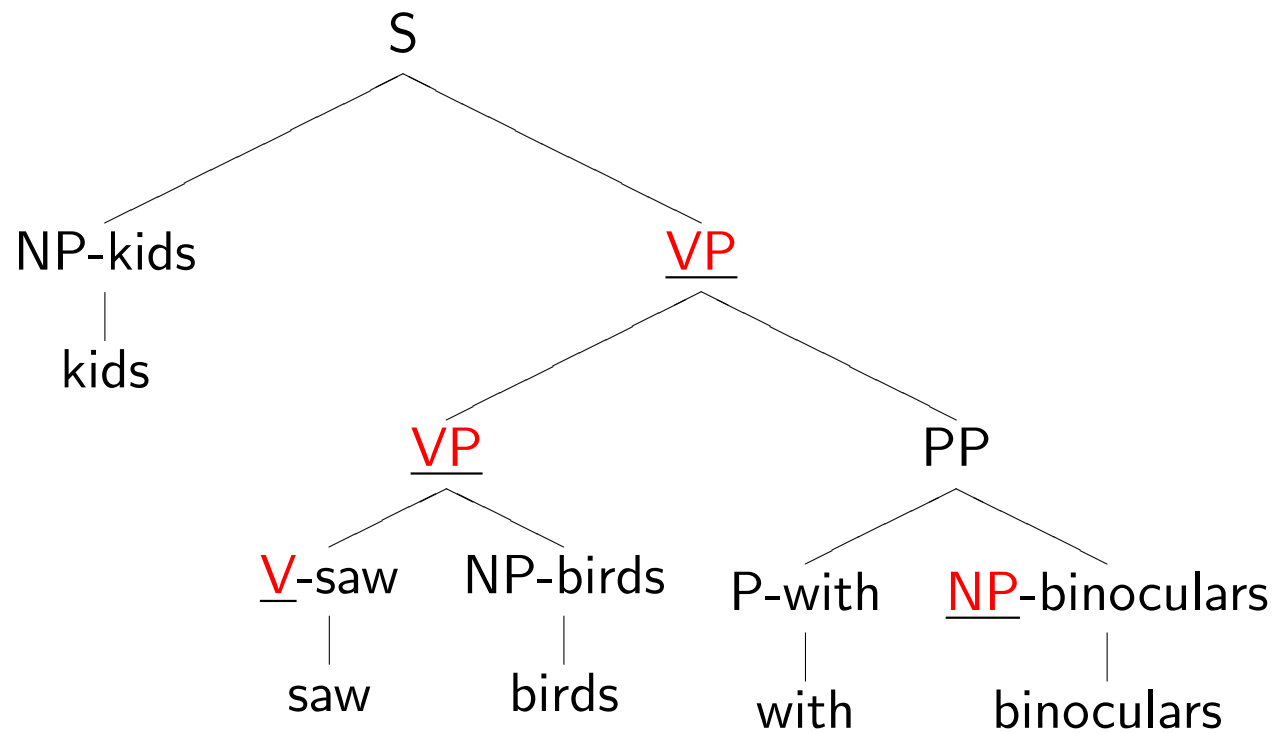 S
NP-kids VP
kids
VP PP
V-saw NP-birds P-with NP-binoculars
saw birds with binoculars